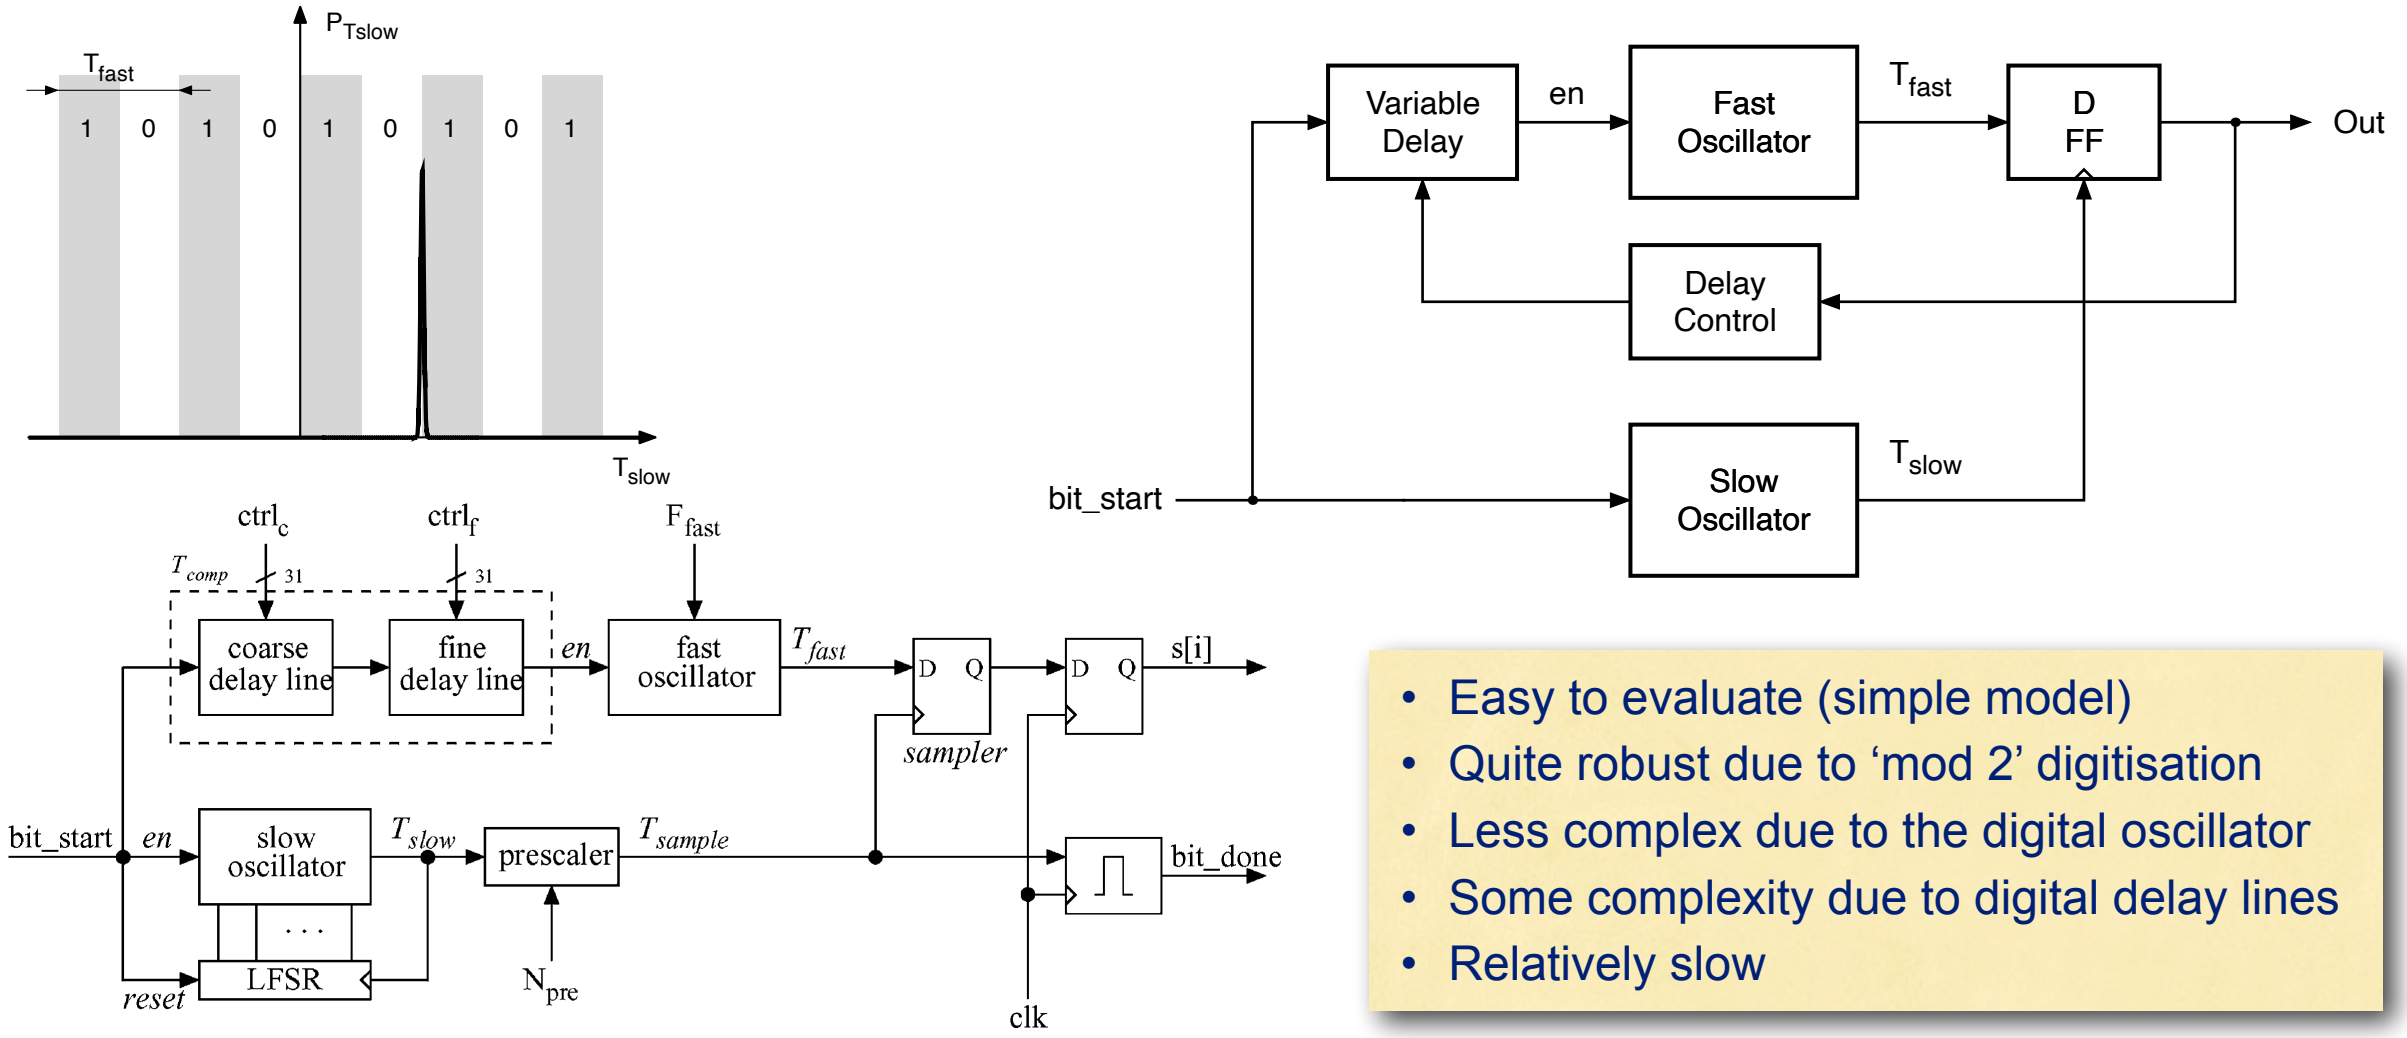 P_Tslow
T_fast
1 0 1 0 1 0 1 0 1
T_slow
Variable
Delay
en
Fast
Oscillator
T_fast
D
FF
Out
Delay
Control
bit_start
Slow
Oscillator
T_slow
ctrl_c
ctrl_f
F_fast
T_comp
31
31
coarse
delay line
fine
delay line
en
fast
oscillator
T_fast
D Q
sampler
D Q
s[i]
bit_start
en
slow
oscillator
T_slow
prescaler
T_sample
bit_done
...
LFSR
reset
N_pre
clk
• Easy to evaluate (simple model)
• Quite robust due to ‘mod 2’ digitisation
• Less complex due to the digital oscillator
• Some complexity due to digital delay lines
• Relatively slow